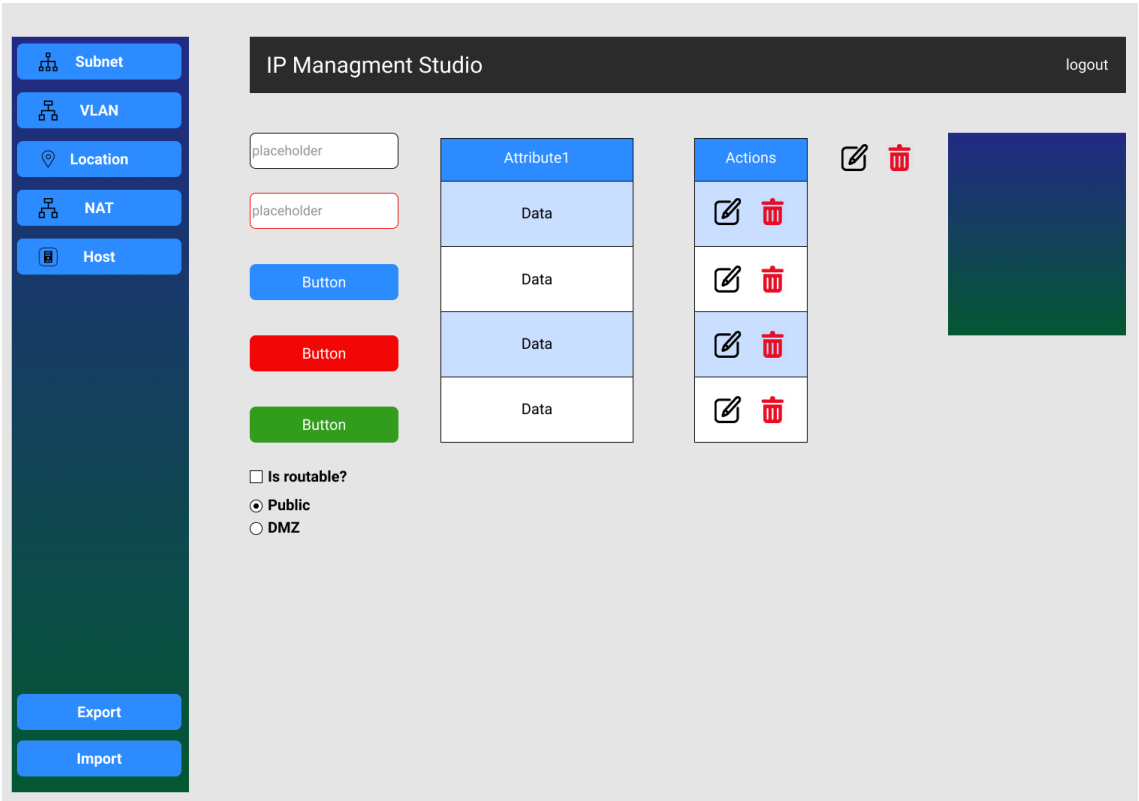 Subnet
VLAN
Location
NAT
Host
Export
Import
IP Managment Studio
logout
placeholder
placeholder
Button
Button
Button
Is routable?
Public
DMZ
Attribute1
Data
Data
Data
Data
Actions